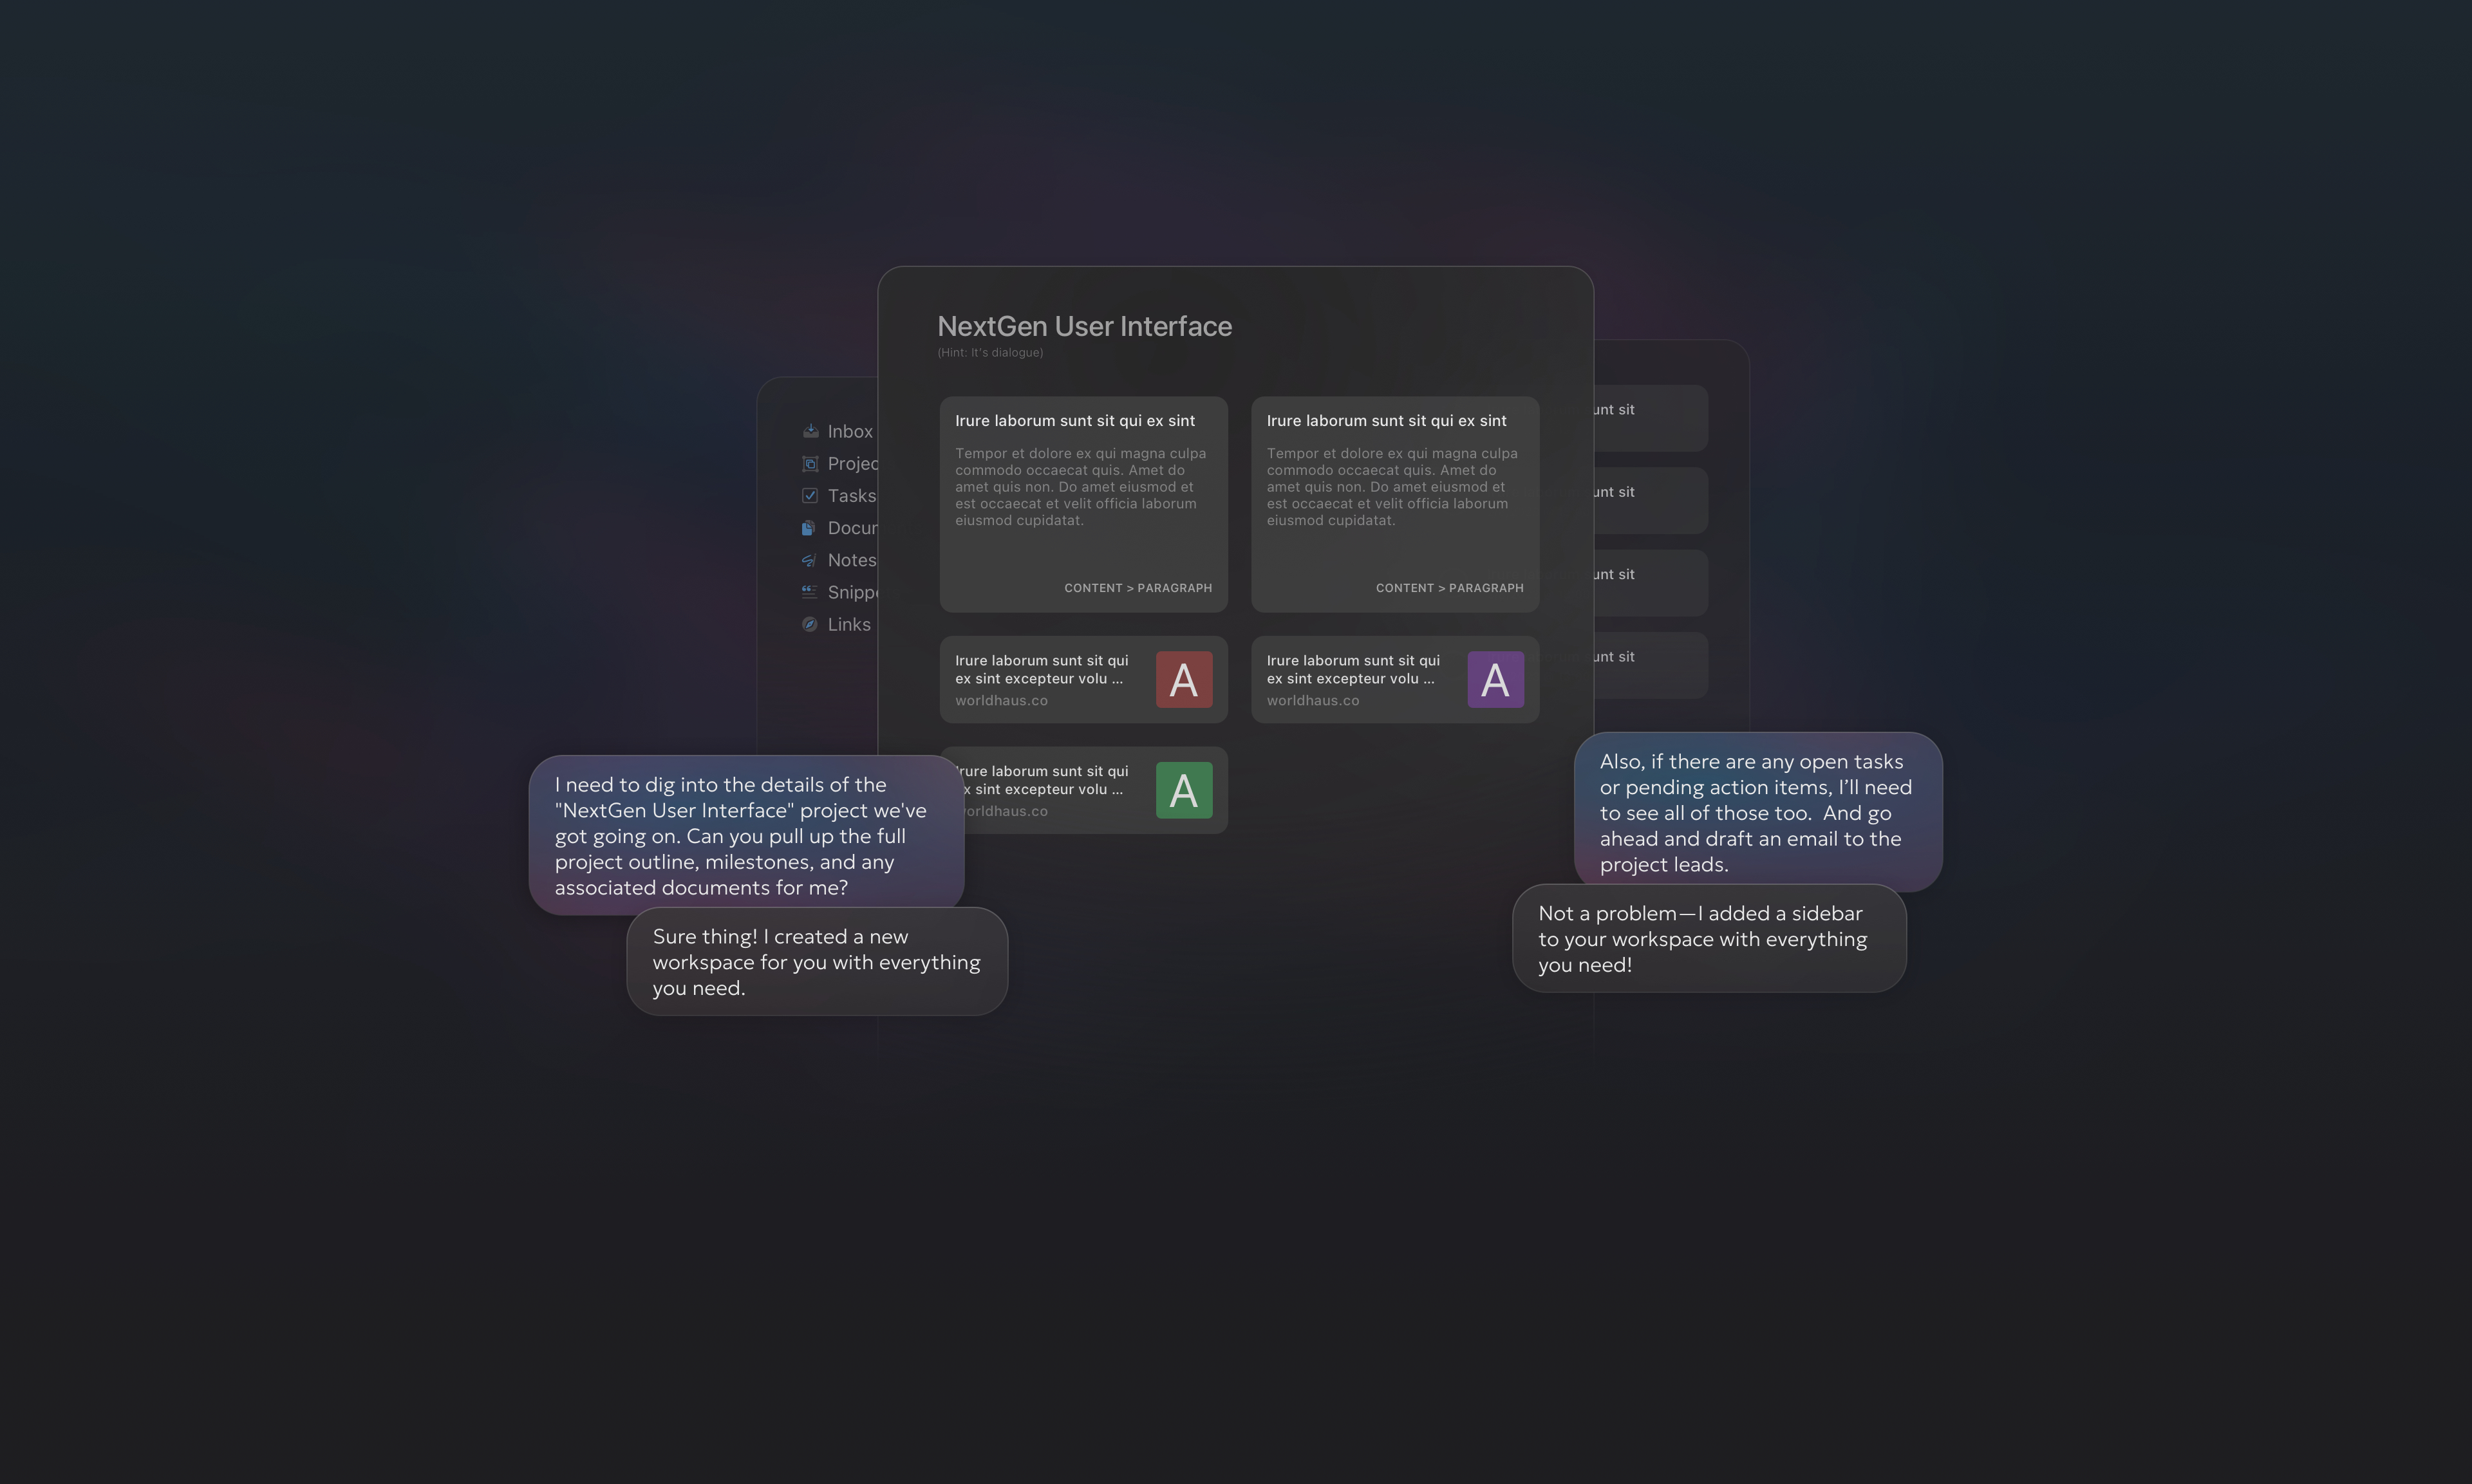 NextGen User Interface
(Hint: It's dialogue)
Inbox
Tasks
Notes
Links
Irure laborum sunt sit qui ex sint
Tempor et dolore ex qui magna culpa
commodo occaecat quis. Amet do
amet quis non. Do amet eiusmod et
est occaecat et velit officia laborum
eiusmod cupidatat.
CONTENT > PARAGRAPH
Irure laborum sunt sit qui ex sint
Tempor et dolore ex qui magna culpa
commodo occaecat quis. Amet do
amet quis non. Do amet eiusmod et
est occaecat et velit officia laborum
eiusmod cupidatat.
CONTENT > PARAGRAPH
Irure laborum sunt sit qui
ex sint excepteur volu ...
worldhaus.co
A
Irure laborum sunt sit qui
ex sint excepteur volu ...
worldhaus.co
A
laborum sunt sit qui
sint excepteur volu ...
A
sit
sit
sit
sit
I need to dig into the details of the
"NextGen User Interface" project we've
got going on. Can you pull up the full
project outline, milestones, and any
associated documents for me?
Sure thing! I created a new
workspace for you with everything
you need.
Also, if there are any open tasks
or pending action items, I’ll need
to see all of those too.  And go
ahead and draft an email to the
project leads.
Not a problem—I added a sidebar
to your workspace with everything
you need!